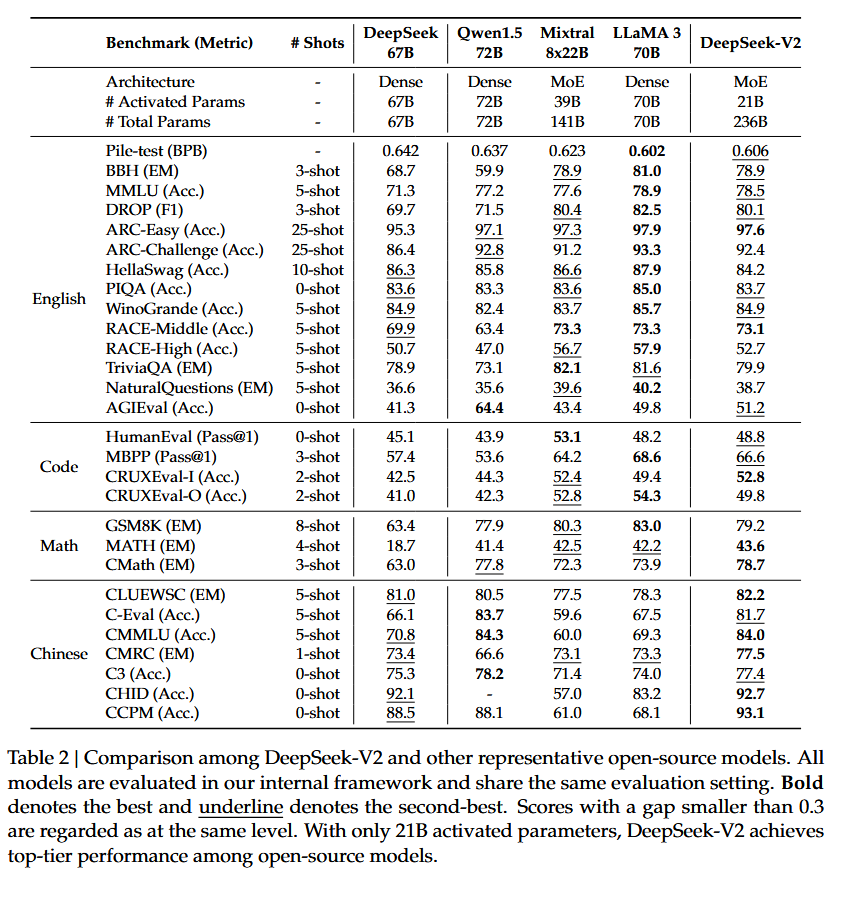 Benchmark (Metric) # Shots DeepSeek 67B Qwen1.5 72B Mixtral 8x22B LLaMA 3 70B DeepSeek-V2
Architecture - Dense Dense MoE Dense MoE
# Activated Params - 67B 72B 39B 70B 21B
# Total Params - 67B 72B 141B 70B 236B
English
Pile-test (BPB) - 0.642 0.637 0.623 0.602 0.606
BBH (EM) 3-shot 68.7 59.9 78.9 81.0 78.9
MMLU (Acc.) 5-shot 71.3 77.2 77.6 78.9 78.5
DROP (F1) 3-shot 69.7 71.5 80.4 82.5 80.1
ARC-Easy (Acc.) 25-shot 95.3 97.1 97.3 97.9 97.6
ARC-Challenge (Acc.) 25-shot 86.4 92.8 91.2 93.3 92.4
HellaSwag (Acc.) 10-shot 86.3 85.8 86.6 87.9 84.2
PIQA (Acc.) 0-shot 83.6 83.3 83.6 85.0 83.7
WinoGrande (Acc.) 5-shot 84.9 82.4 83.7 85.7 84.9
RACE-Middle (Acc.) 5-shot 69.9 63.4 73.3 73.3 73.1
RACE-High (Acc.) 5-shot 50.7 47.0 56.7 57.9 52.7
TriviaQA (EM) 5-shot 78.9 73.1 82.1 81.6 79.9
NaturalQuestions (EM) 5-shot 36.6 35.6 39.6 40.2 38.7
AGIEval (Acc.) 0-shot 41.3 64.4 43.4 49.8 51.2
Code
HumanEval (Pass@1) 0-shot 45.1 43.9 53.1 48.2 48.8
MBPP (Pass@1) 3-shot 57.4 53.6 64.2 68.6 66.6
CRUXEval-I (Acc.) 2-shot 42.5 44.3 52.4 49.4 52.8
CRUXEval-O (Acc.) 2-shot 41.0 42.3 52.8 54.3 49.8
Math
GSM8K (EM) 8-shot 63.4 77.9 80.3 83.0 79.2
MATH (EM) 4-shot 18.7 41.4 42.5 42.2 43.6
CMath (EM) 3-shot 63.0 77.8 72.3 73.9 78.7
Chinese
CLUEWSC (EM) 5-shot 81.0 80.5 77.5 78.3 82.2
C-Eval (Acc.) 5-shot 66.1 83.7 59.6 67.5 81.7
CMMLU (Acc.) 5-shot 70.8 84.3 60.0 69.3 84.0
CMRC (EM) 1-shot 73.4 66.6 73.1 73.3 77.5
C3 (Acc.) 0-shot 75.3 78.2 71.4 74.0 77.4
CHID (Acc.) 0-shot 92.1 - 57.0 83.2 92.7
CCPM (Acc.) 0-shot 88.5 88.1 61.0 68.1 93.1
Table 2 | Comparison among DeepSeek-V2 and other representative open-source models. All
models are evaluated in our internal framework and share the same evaluation setting. Bold
denotes the best and underline denotes the second-best. Scores with a gap smaller than 0.3
are regarded as at the same level. With only 21B activated parameters, DeepSeek-V2 achieves
top-tier performance among open-source models.